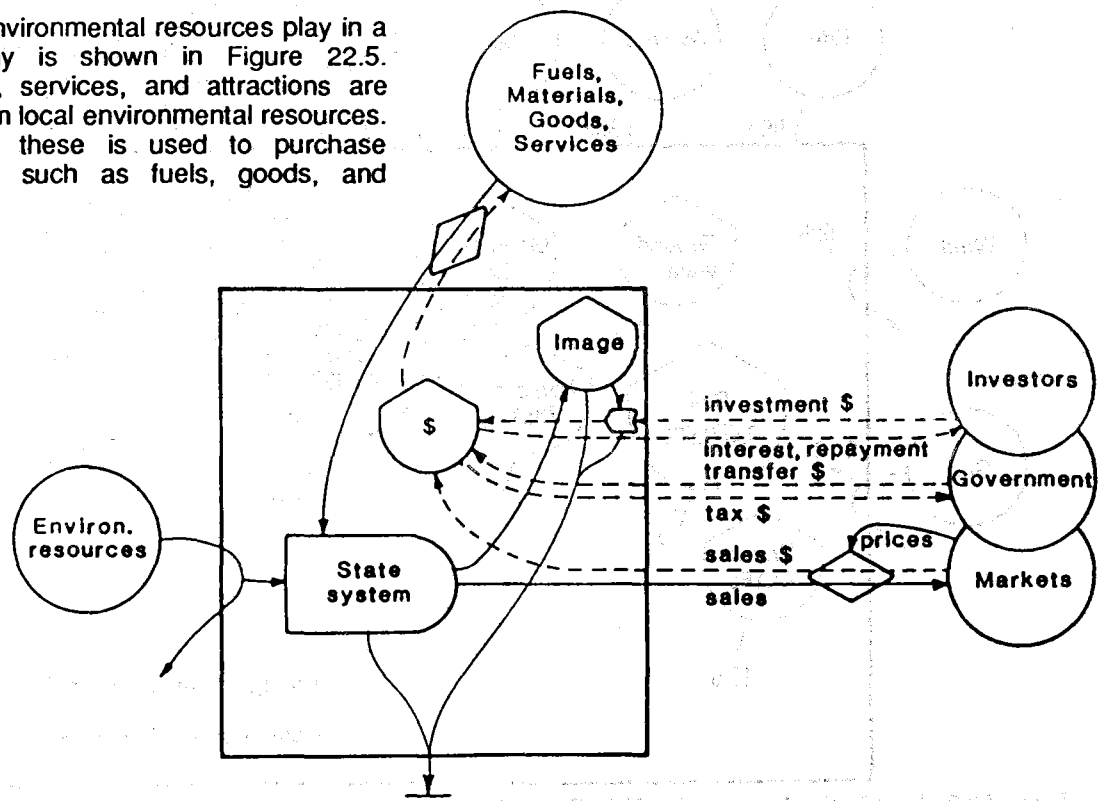 nvironmental resources play in a
y is shown in Figure 22.5.
, services, and attractions are
n local environmental resources.
these is used to purchase
such as fuels, goods, and
Fuels,
Materials,
Goods,
Services
Image
$
Environ.
resources
State
system
investment $
interest, repayment
transfer $
tax $
sales $
sales
prices
Investors
Government
Markets